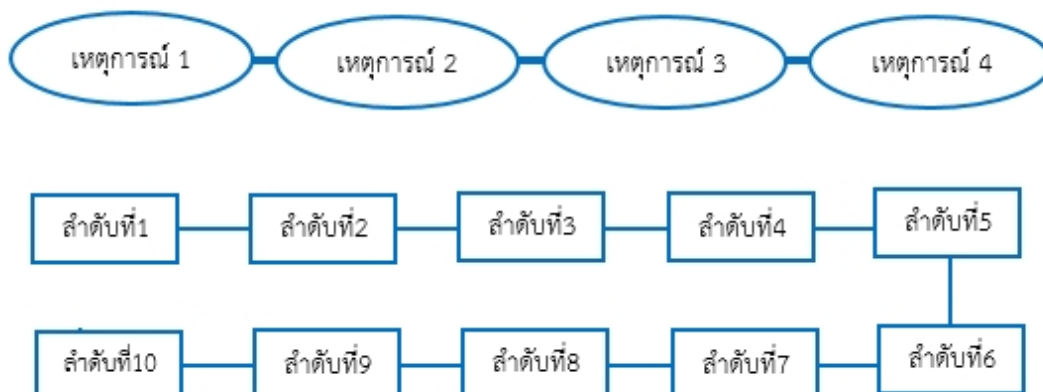 เหตุการณ์ 1 เหตุการณ์ 2 เหตุการณ์ 3 เหตุการณ์ 4
ลำดับที่1 ลำดับที่2 ลำดับที่3 ลำดับที่4 ลำดับที่5
ลำดับที่10 ลำดับที่9 ลำดับที่8 ลำดับที่7 ลำดับที่6